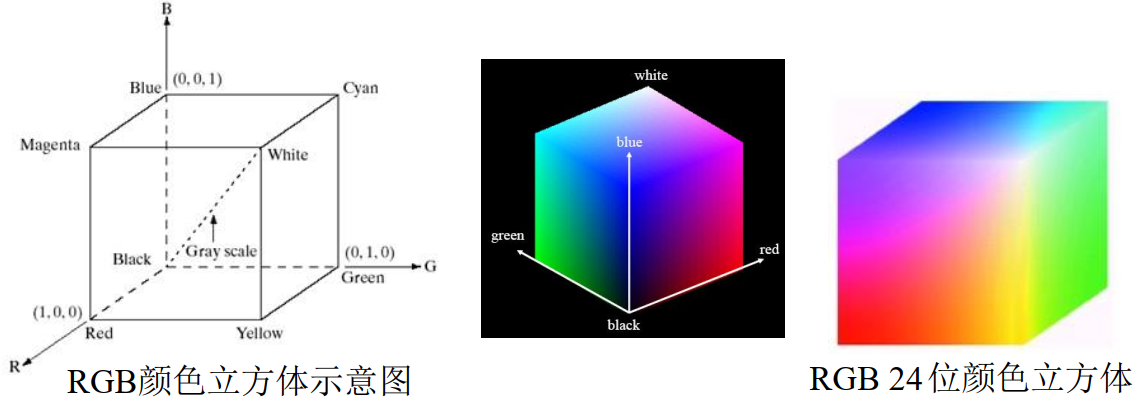 B
Blue
(0, 0, 1)
Cyan
Magenta
White
Gray scale
Black
(0, 1, 0)
G
Green
(1, 0, 0)
Red
Yellow
R
RGB颜色立方体示意图
white
blue
green
red
black
RGB 24位颜色立方体